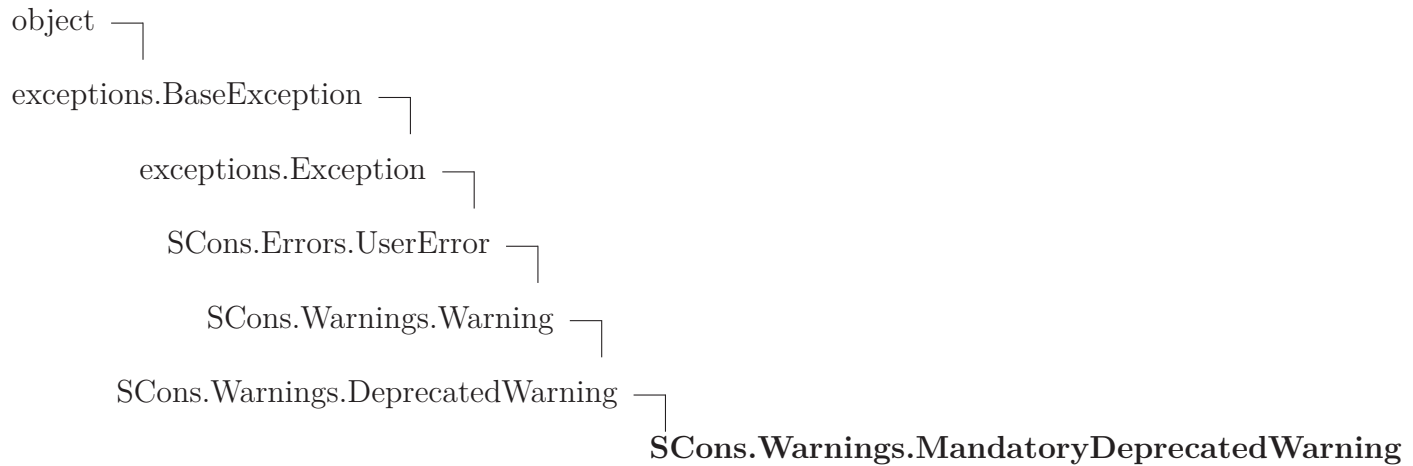 object
exceptions.BaseException
exceptions.Exception
SCons.Errors.UserError
SCons.Warnings.Warning
SCons.Warnings.DeprecatedWarning
SCons.Warnings.MandatoryDeprecatedWarning